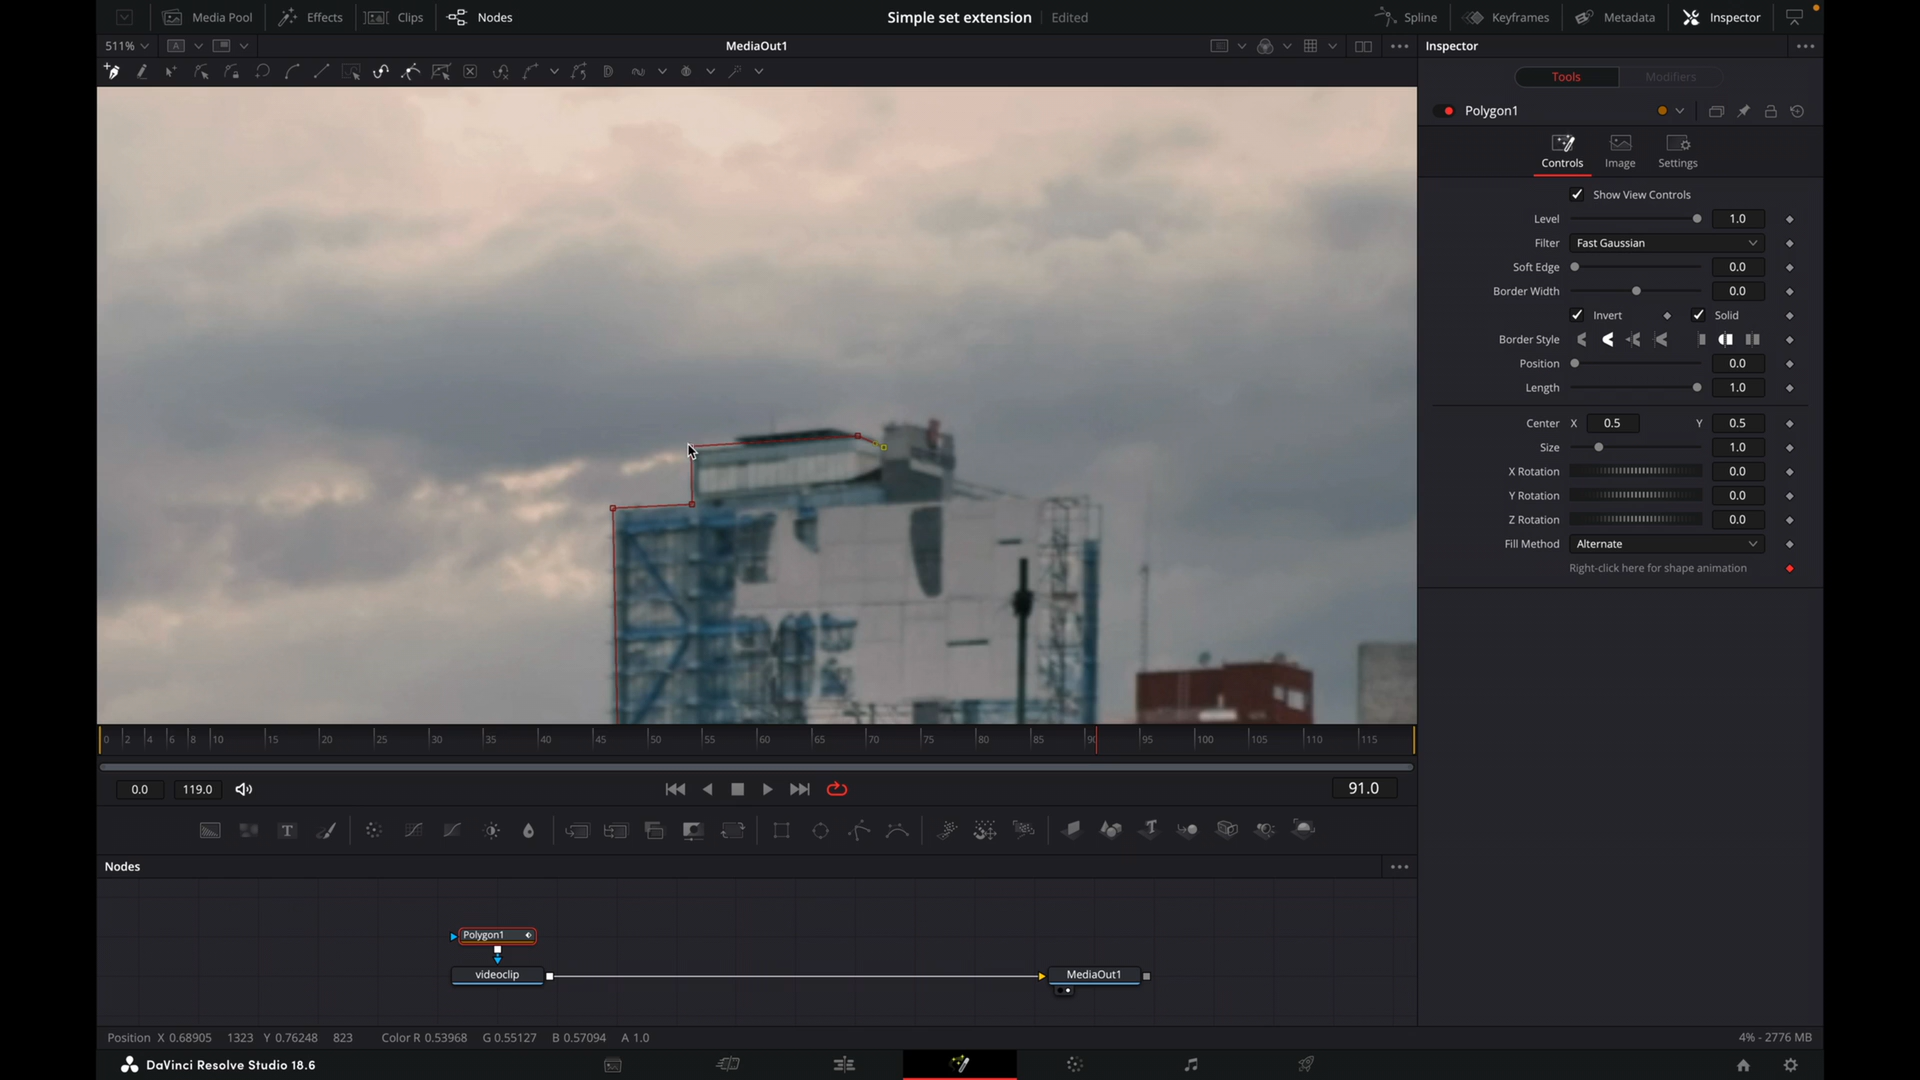 Media Pool
Effects
Clips
Nodes
Simple set extension
Edited
Spline
Keyframes
Metadata
Inspector
511%
A
MediaOut1
Inspector
Tools
Modifiers
Polygon1
Controls
Image
Settings
Show View Controls
Level 1.0
Filter Fast Gaussian
Soft Edge 0.0
Border Width 0.0
Invert Solid
Border Style
Position 0.0
Length 1.0
Center X 0.5 Y 0.5
Size 1.0
X Rotation 0.0
Y Rotation 0.0
Z Rotation 0.0
Fill Method Alternate
Right-click here for shape animation
0 2 4 6 8 10 15 20 25 30 35 40 45 50 55 60 65 70 75 80 85 90 95 100 105 110 115
0.0 119.0 91.0
Nodes
Polygon1
videoclip
MediaOut1
Position X 0.68905 1323 Y 0.76248 823 Color R 0.53968 G 0.55127 B 0.57094 A 1.0
4% - 2776 MB
DaVinci Resolve Studio 18.6